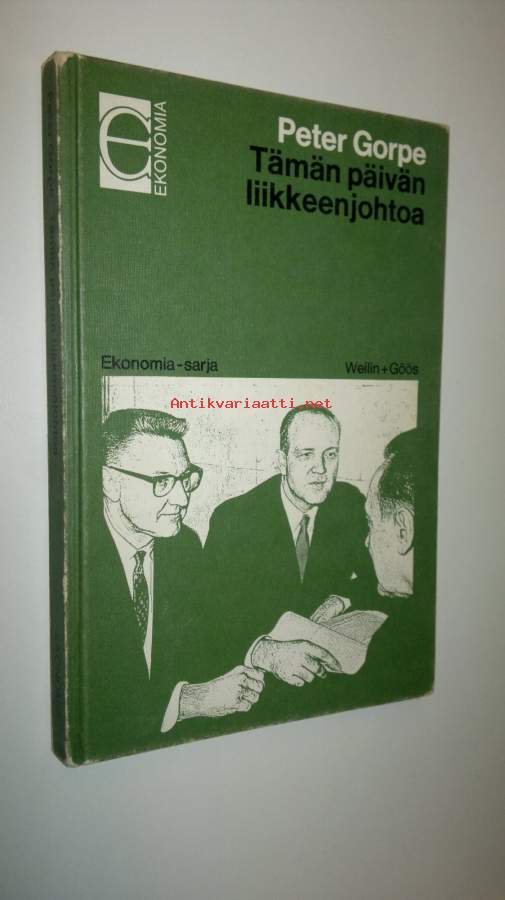 EKONOMIA
Peter Gorpe
Tämän päivän
liikkeenjohtoa
Ekonomia-sarja
Weilin+Göös
Antikvariaatti.net